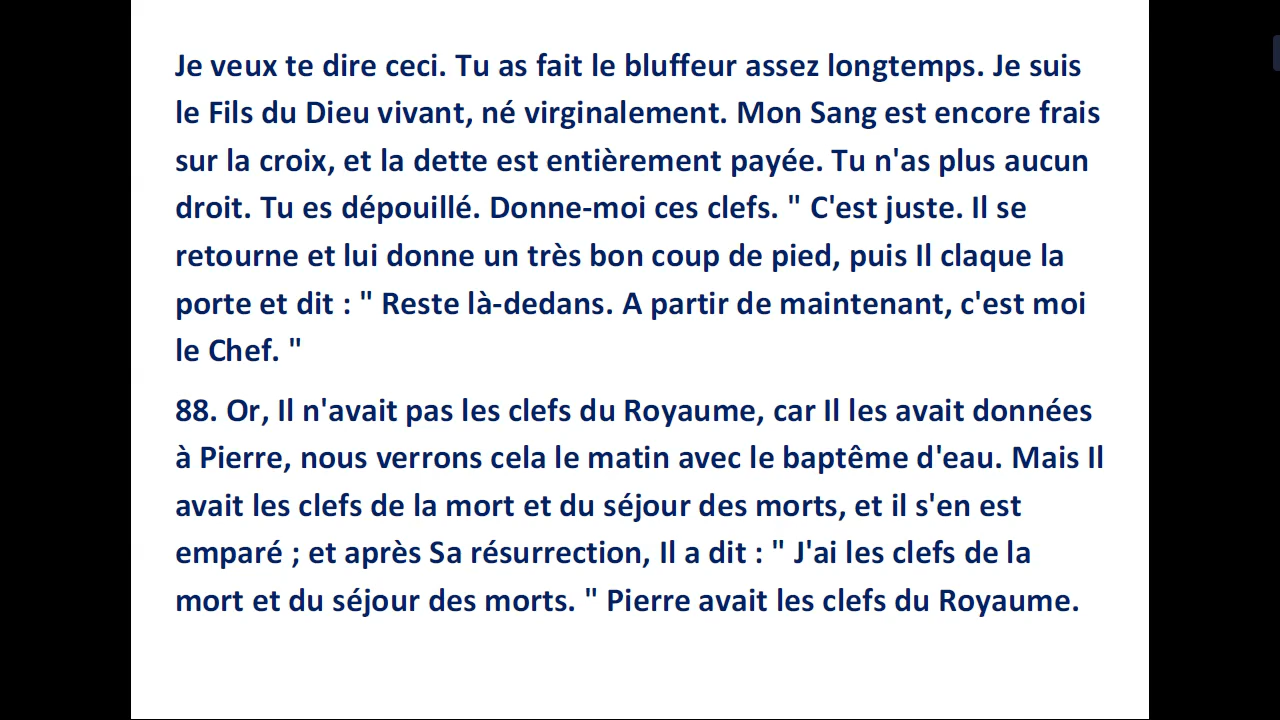 Je veux te dire ceci. Tu as fait le bluffeur assez longtemps. Je suis
le Fils du Dieu vivant, né virginalement. Mon Sang est encore frais
sur la croix, et la dette est entièrement payée. Tu n'as plus aucun
droit. Tu es dépouillé. Donne-moi ces clefs. " C'est juste. Il se
retourne et lui donne un très bon coup de pied, puis Il claque la
porte et dit : " Reste là-dedans. A partir de maintenant, c'est moi
le Chef. "
88. Or, Il n'avait pas les clefs du Royaume, car Il les avait données
à Pierre, nous verrons cela le matin avec le baptême d'eau. Mais Il
avait les clefs de la mort et du séjour des morts, et il s'en est
emparé ; et après Sa résurrection, Il a dit : " J'ai les clefs de la
mort et du séjour des morts. " Pierre avait les clefs du Royaume.